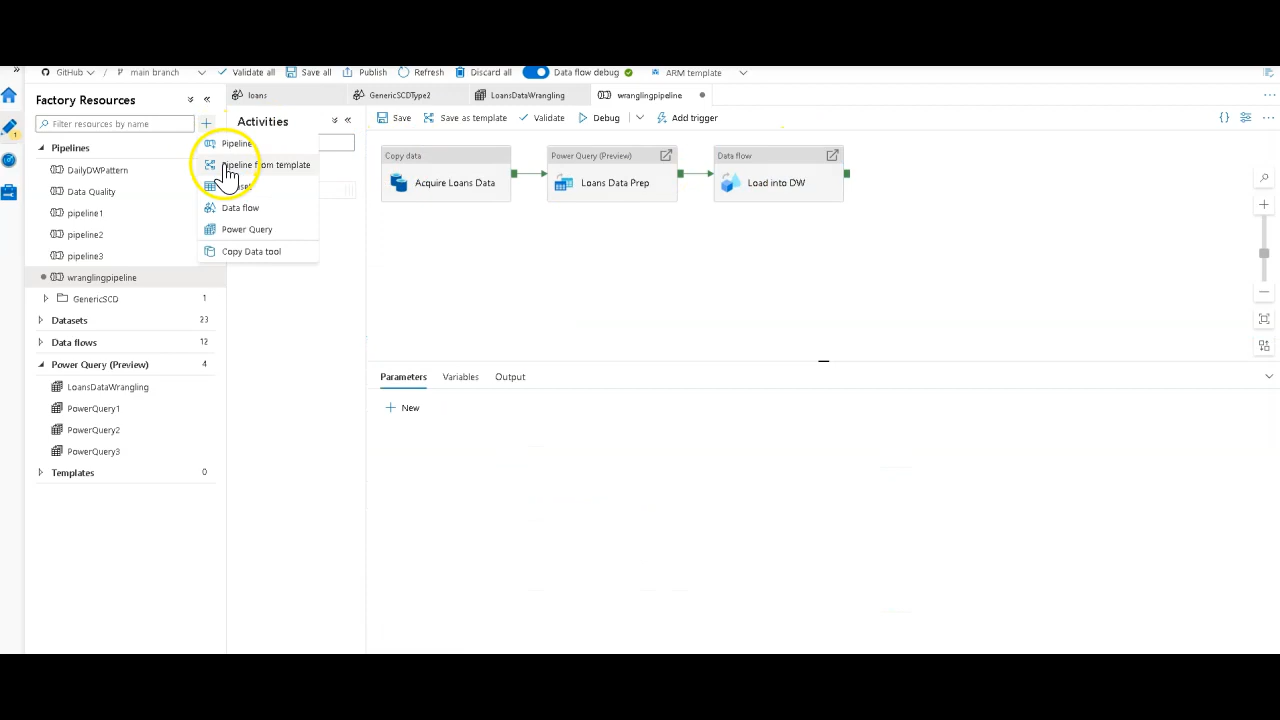 GitHub / main branch Validate all Save all Publish Refresh Discard all Data flow debug ARM template
Factory Resources
Filter resources by name
Pipelines
DailyDWPattern
Data Quality
pipeline1
pipeline2
pipeline3
wranglingpipeline
GenericSCD 1
Datasets 23
Data flows 12
Power Query (Preview) 4
LoansDataWrangling
PowerQuery1
PowerQuery2
PowerQuery3
Templates 0
Pipeline
Pipeline from template
Data flow
Power Query
Copy Data tool
Activities
loans GenericSCDType2 LoansDataWrangling wranglingpipeline
Save Save as template Validate Debug Add trigger
Copy data
Acquire Loans Data
Power Query (Preview)
Loans Data Prep
Data flow
Load into DW
Parameters Variables Output
New
1